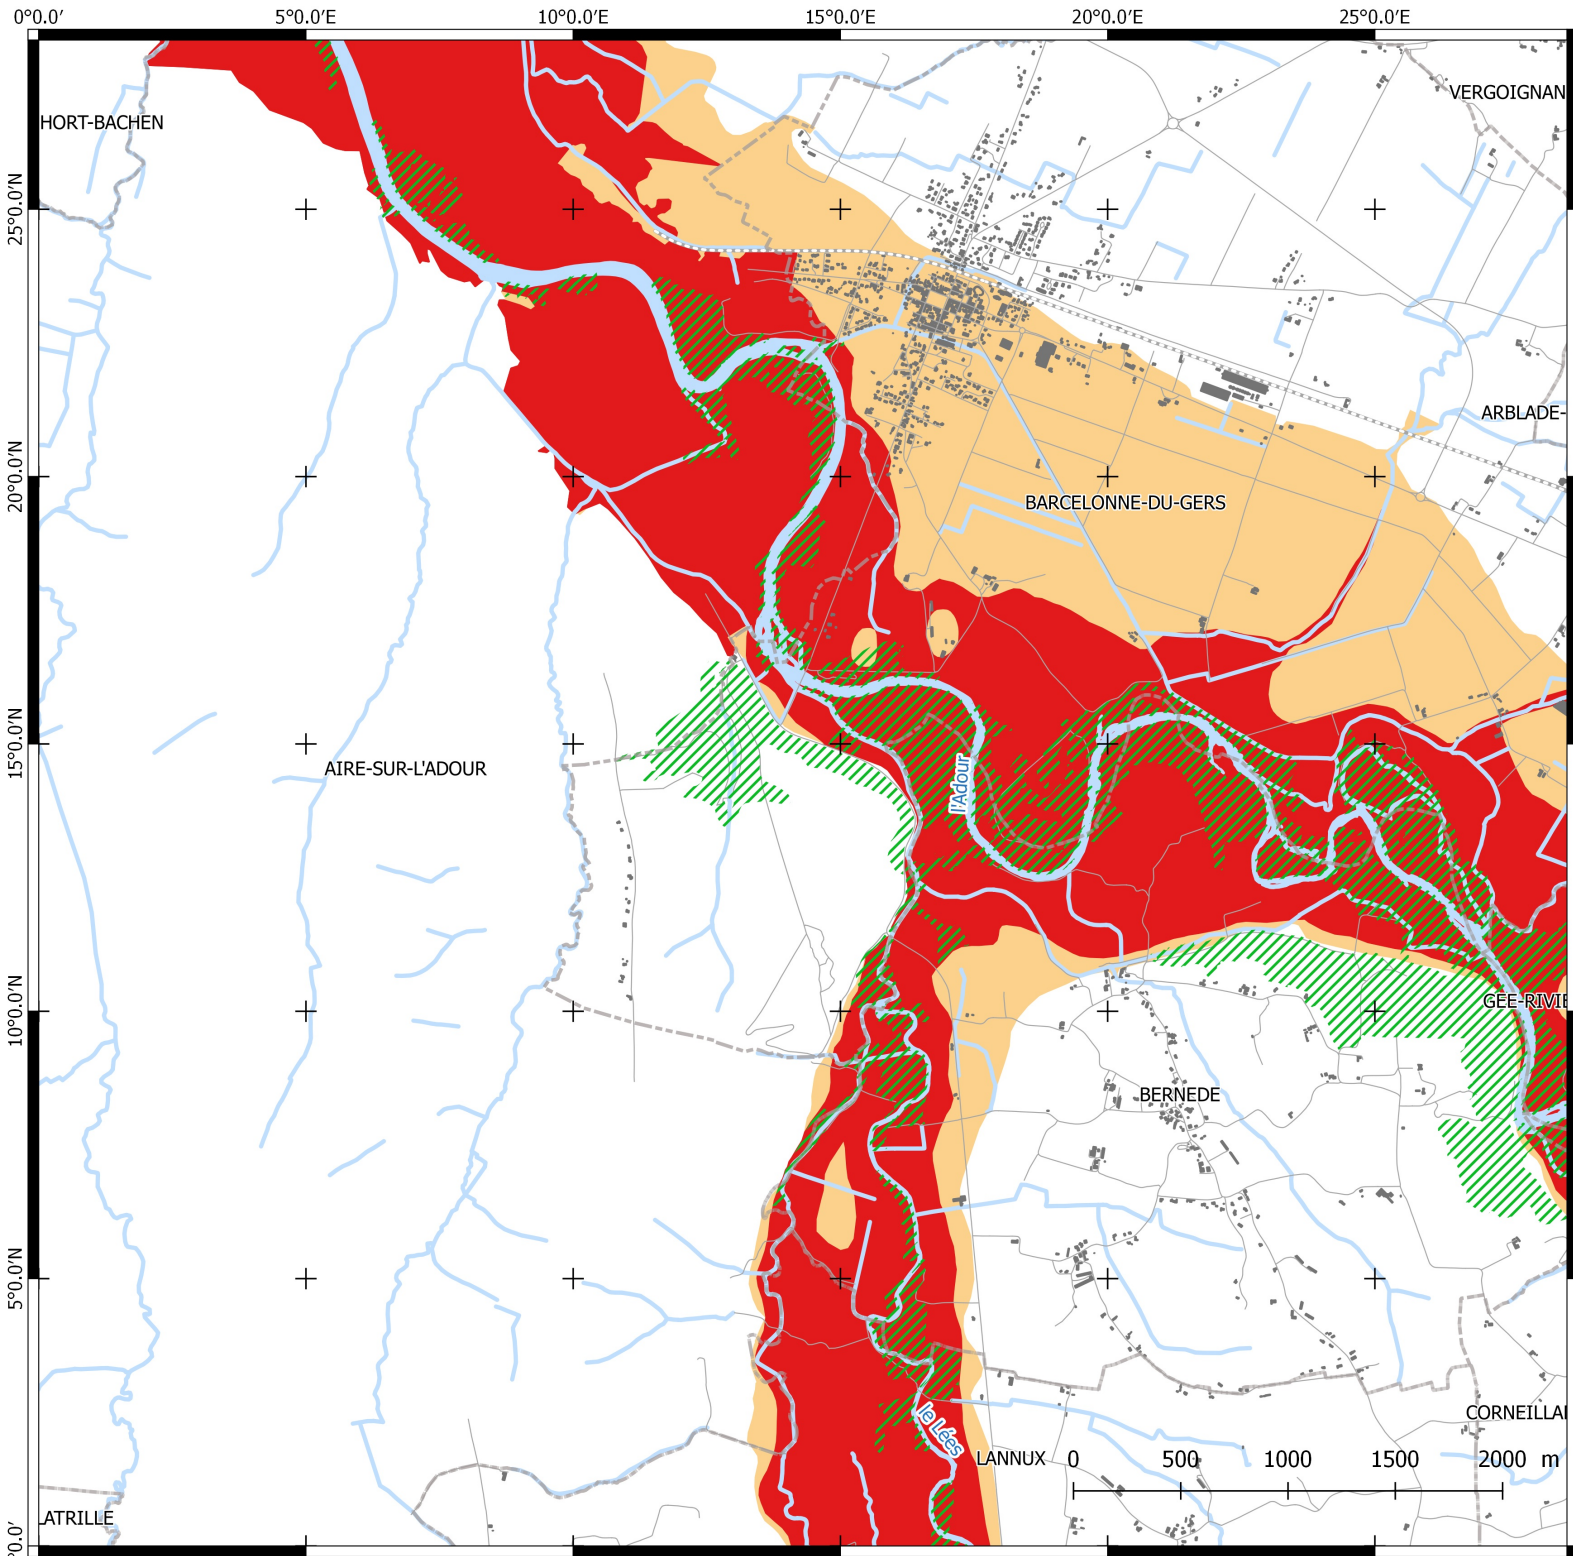 0°0.0′ 5°0.0′E 10°0.0′E 15°0.0′E 20°0.0′E 25°0.0′E
VERGOIGNAN
HORT-BACHEN
25°0.0′N
ARBLADE-
20°0.0′N
BARCELONNE-DU-GERS
15°0.0′N
AIRE-SUR-L'ADOUR
l'Adour
10°0.0′N
GEE-RIVIE
BERNEDE
5°0.0′N
CORNEILLAN
le Lées
LANNUX
0 500 1000 1500 2000 m
LATRILLE
0°0.0′